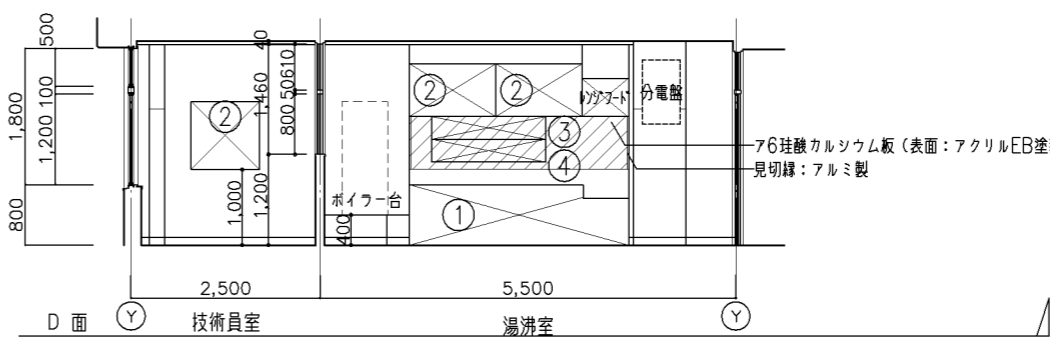 500
40
1,800
1,200 100
1,460
800 50 610
②
②
②
レンジフード
分電盤
③
ア6珪酸カルシウム板（表面：アクリルEB塗
④
見切縁：アルミ製
800
1,000
1,200
ボイラー台
400
①
2,500
5,500
D 面
Y
技術員室
湯沸室
Y